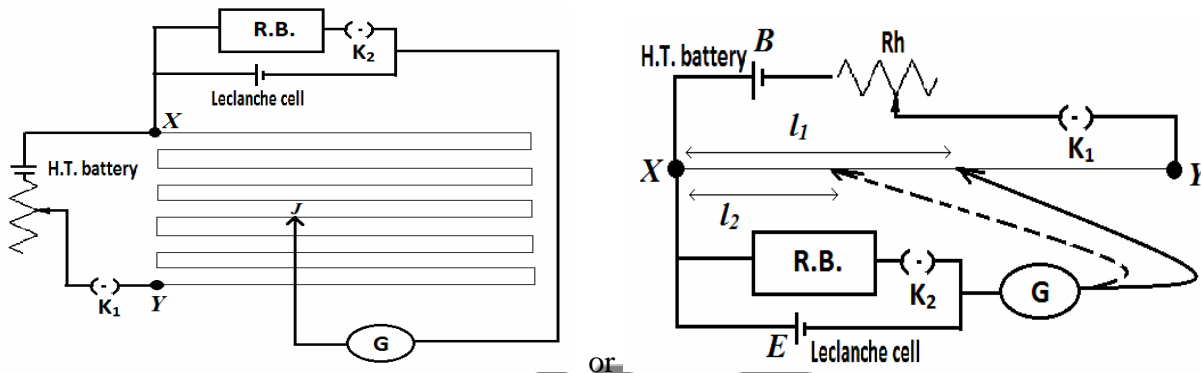 R.B.
K2
Leclanche cell
X
H.T. battery
J
K1
Y
G
or
B
Rh
H.T. battery
l1
K1
X
Y
l2
R.B.
K2
G
E
Leclanche cell